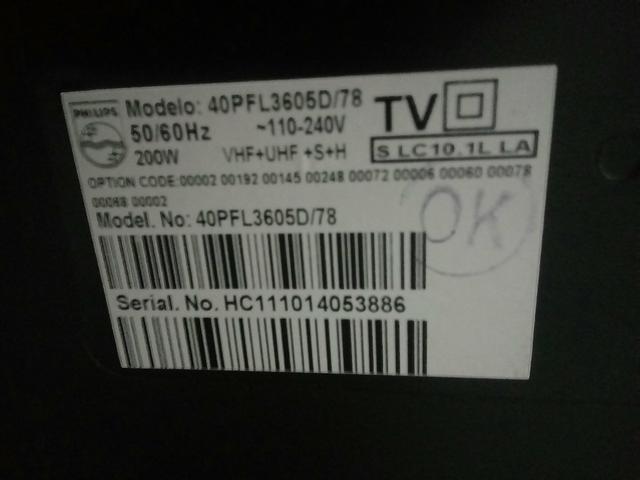 PHILIPS
Modelo: 40PFL3605D/78
50/60Hz ~110-240V
200W VHF+UHF +S+H
TV
S LC10.1L LA
OPTION CODE:00002 00192 00145 00248 00072 00006 00060 00078
00068 00002
OK
Model. No: 40PFL3605D/78
Serial. No. HC111014053886